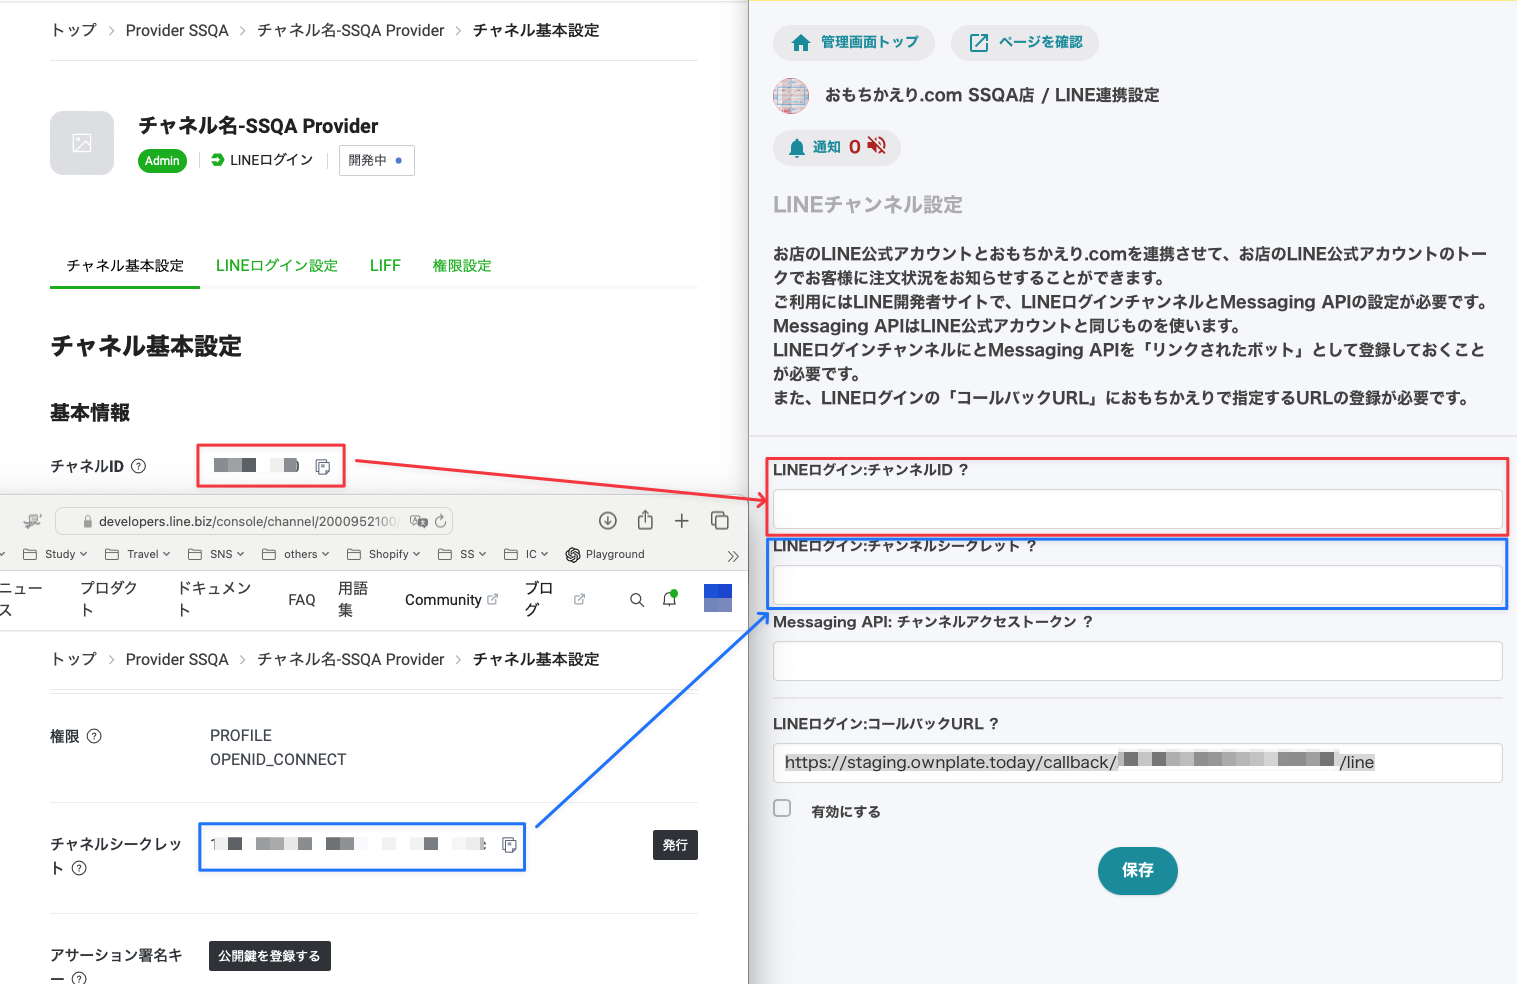 トップ > Provider SSQA > チャネル名-SSQA Provider > チャネル基本設定
チャネル名-SSQA Provider
Admin
LINEログイン
開発中
チャネル基本設定
LINEログイン設定
LIFF
権限設定
チャネル基本設定
基本情報
チャネルID
developers.line.biz/console/channel/2000952100/
Study
Travel
SNS
others
Shopify
SS
IC
Playground
ニュー
ス
プロダク
ト
ドキュメン
ト
FAQ
用語
集
Community
ブロ
グ
トップ > Provider SSQA > チャネル名-SSQA Provider > チャネル基本設定
権限
PROFILE
OPENID_CONNECT
チャネルシークレッ
ト
発行
アサーション署名キ
ー
公開鍵を登録する
管理画面トップ
ページを確認
おもちかえり.com SSQA店 / LINE連携設定
通知 0
LINEチャンネル設定
お店のLINE公式アカウントとおもちかえり.comを連携させて、お店のLINE公式アカウントのトー
クでお客様に注文状況をお知らせすることができます。
ご利用にはLINE開発者サイトで、LINEログインチャンネルとMessaging APIの設定が必要です。
Messaging APIはLINE公式アカウントと同じものを使います。
LINEログインチャンネルにとMessaging APIを「リンクされたボット」として登録しておくこと
が必要です。
また、LINEログインの「コールバックURL」におもちかえりで指定するURLの登録が必要です。
LINEログイン:チャンネルID ?
LINEログイン:チャンネルシークレット ?
Messaging API: チャンネルアクセストークン ?
LINEログイン:コールバックURL ?
https://staging.ownplate.today/callback/ /line
有効にする
保存